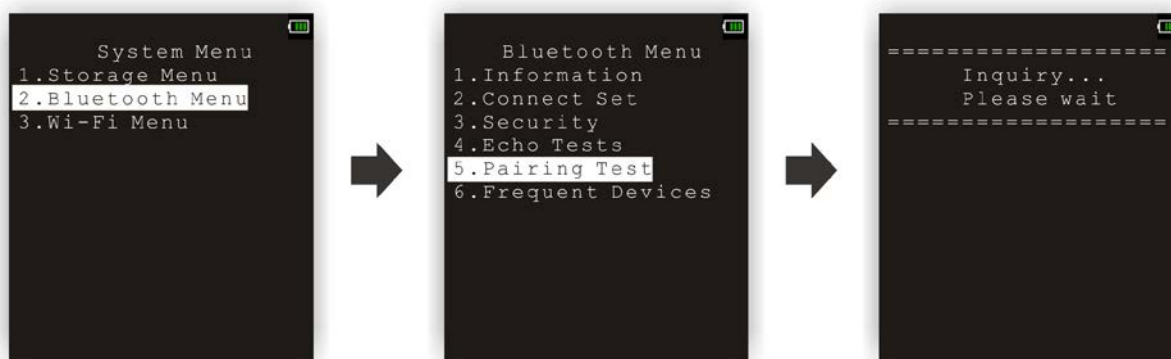 System Menu
1.Storage Menu
2.Bluetooth Menu
3.Wi-Fi Menu
Bluetooth Menu
1.Information
2.Connect Set
3.Security
4.Echo Tests
5.Pairing Test
6.Frequent Devices
===================
Inquiry...
Please wait
===================